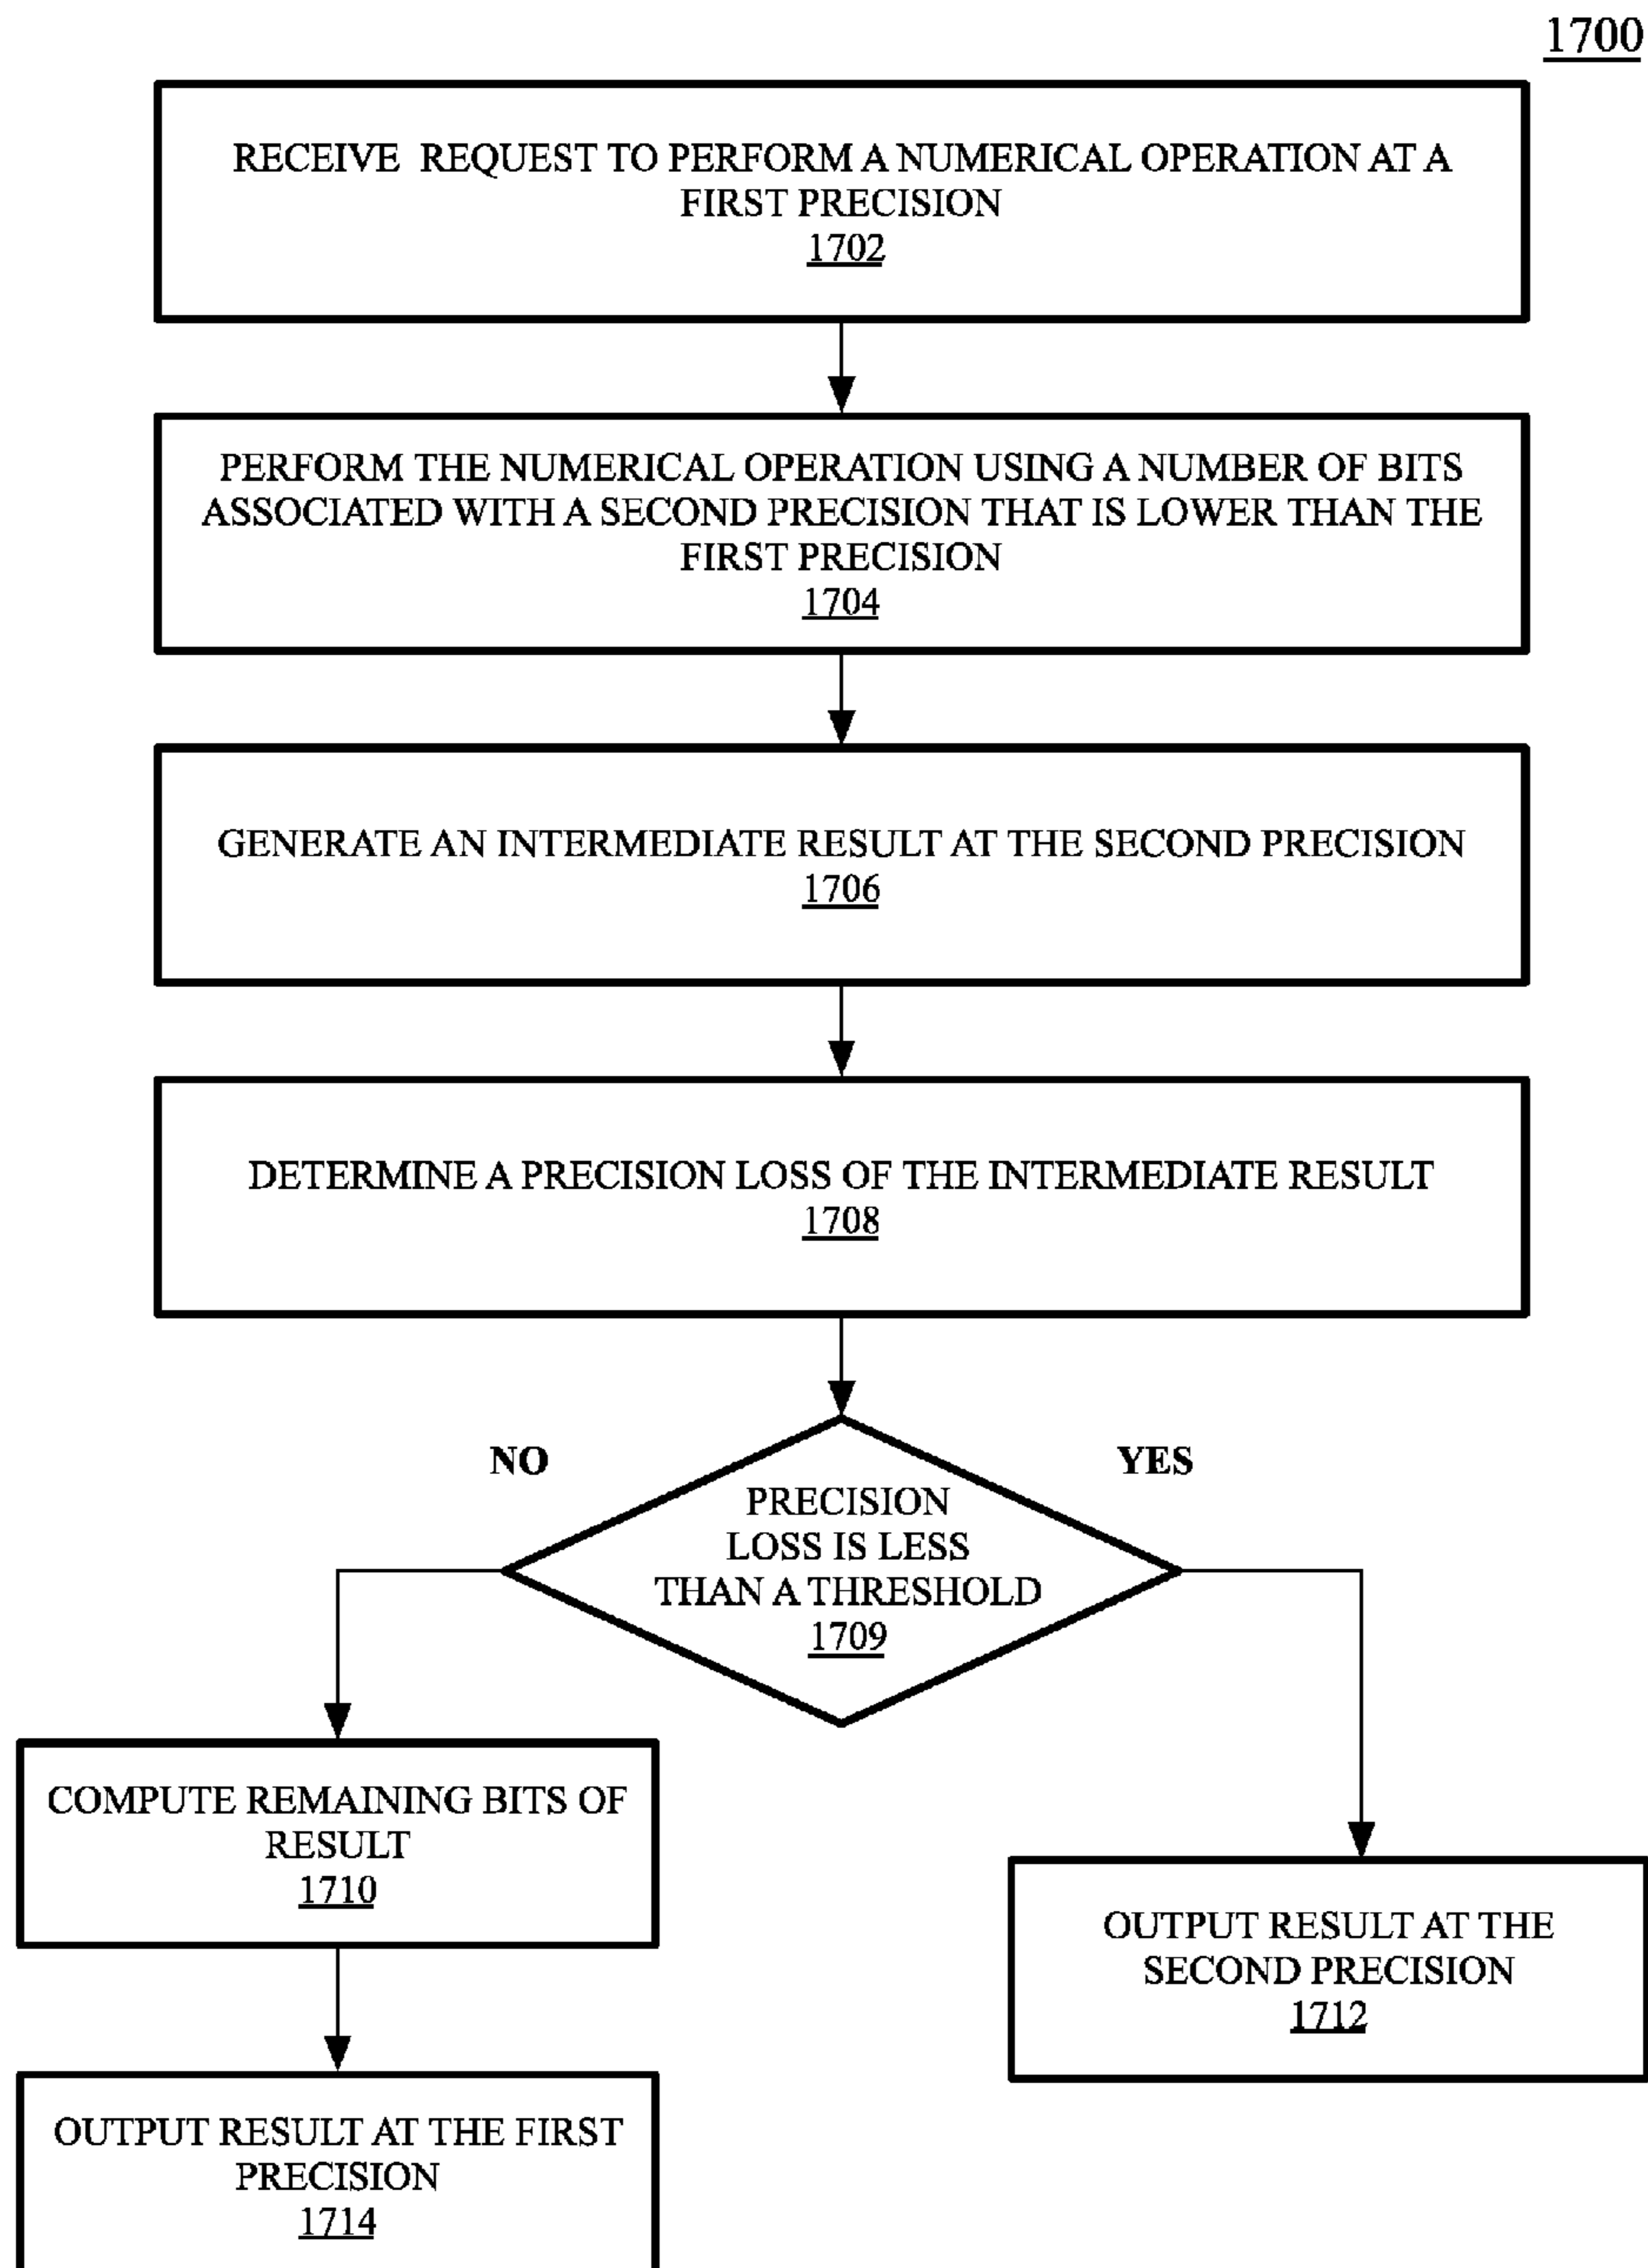 1700
RECEIVE REQUEST TO PERFORM A NUMERICAL OPERATION AT A
FIRST PRECISION
1702
PERFORM THE NUMERICAL OPERATION USING A NUMBER OF BITS
ASSOCIATED WITH A SECOND PRECISION THAT IS LOWER THAN THE
FIRST PRECISION
1704
GENERATE AN INTERMEDIATE RESULT AT THE SECOND PRECISION
1706
DETERMINE A PRECISION LOSS OF THE INTERMEDIATE RESULT
1708
NO
YES
PRECISION
LOSS IS LESS
THAN A THRESHOLD
1709
COMPUTE REMAINING BITS OF
RESULT
1710
OUTPUT RESULT AT THE
SECOND PRECISION
1712
OUTPUT RESULT AT THE FIRST
PRECISION
1714